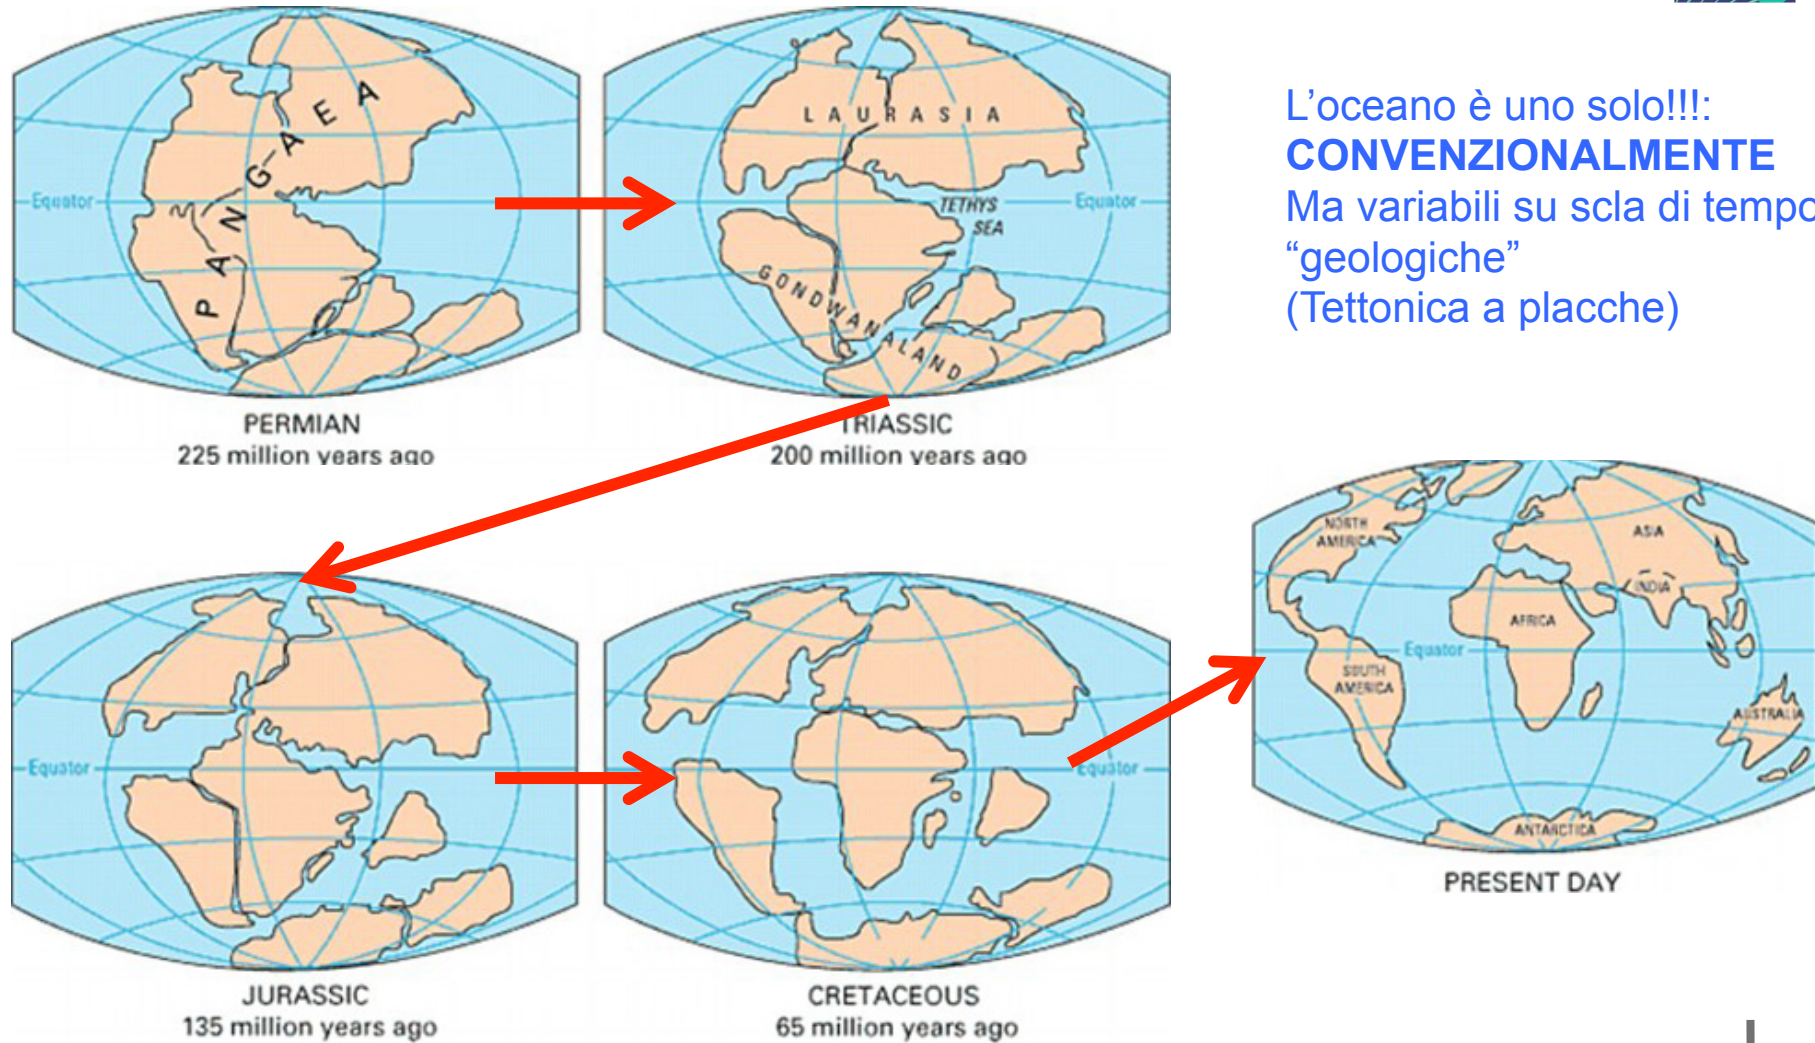 PANGAEA
Equator
PERMIAN
225 million years ago
LAURASIA
TETHYS
SEA
Equator
GONDWANALAND
TRIASSIC
200 million years ago
L’oceano è uno solo!!!:
CONVENZIONALMENTE
Ma variabili su scla di tempo
“geologiche”
(Tettonica a placche)
Equator
JURASSIC
135 million years ago
Equator
CRETACEOUS
65 million years ago
NORTH
AMERICA
ASIA
INDIA
AFRICA
Equator
SOUTH
AMERICA
AUSTRALIA
ANTARCTICA
PRESENT DAY